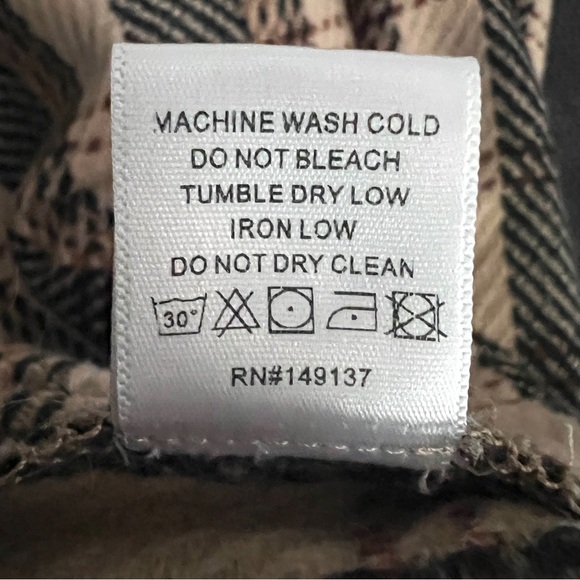 MACHINE WASH COLD
DO NOT BLEACH
TUMBLE DRY LOW
IRON LOW
DO NOT DRY CLEAN
30°
RN#149137